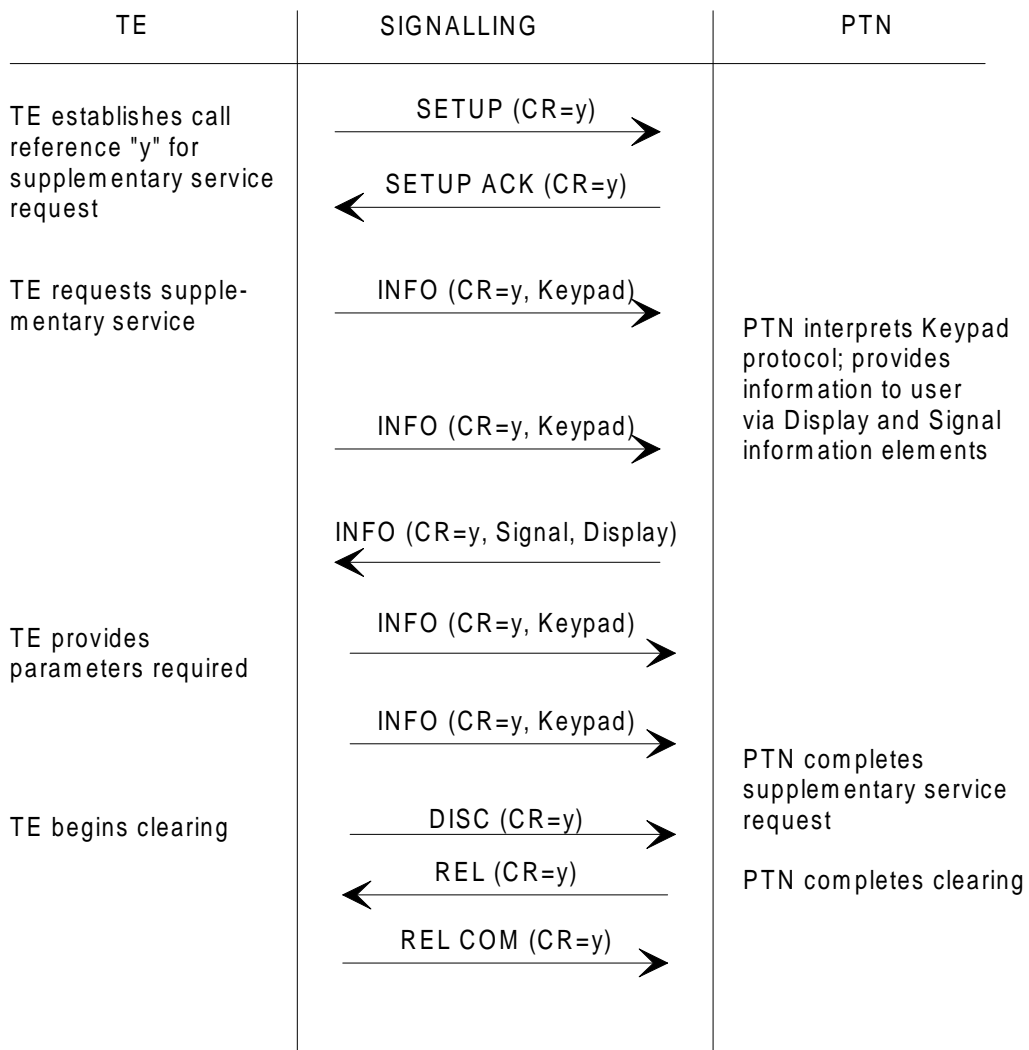 TE
SIGNALLING
PTN
TE establishes call
reference "y" for
supplementary service
request
SETUP (CR=y)
SETUP ACK (CR=y)
TE requests supple-
mentary service
INFO (CR=y, Keypad)
PTN interprets Keypad
protocol; provides
information to user
via Display and Signal
information elements
INFO (CR=y, Keypad)
INFO (CR=y, Signal, Display)
TE provides
parameters required
INFO (CR=y, Keypad)
INFO (CR=y, Keypad)
PTN completes
supplementary service
request
TE begins clearing
DISC (CR=y)
REL (CR=y)
PTN completes clearing
REL COM (CR=y)